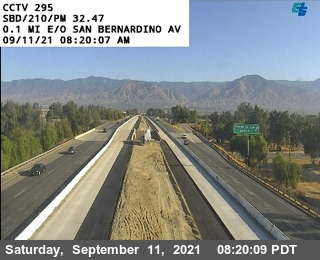 CCTV 295
SBD/210/PM 32.47
0.1 MI E/O SAN BERNARDINO AV
09/11/21 08:20:07 AM
Saturday, September 11, 2021 08:20:09 PDT